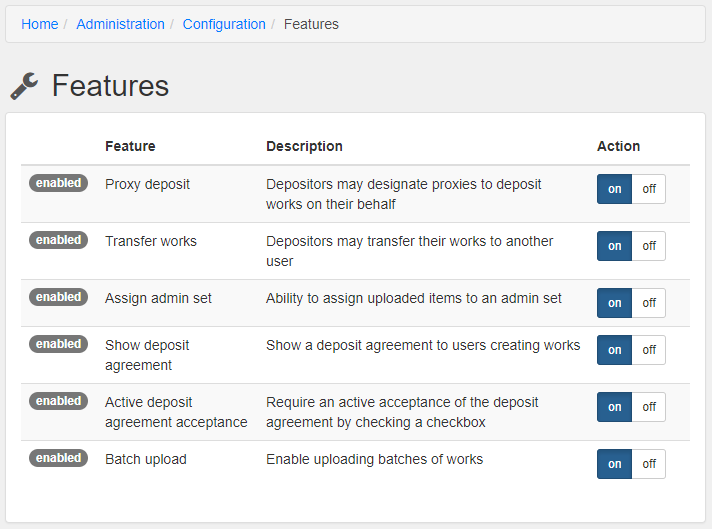 Home / Administration / Configuration / Features
Features
Feature Description Action
enabled Proxy deposit Depositors may designate proxies to deposit on off
works on their behalf
enabled Transfer works Depositors may transfer their works to another on off
user
enabled Assign admin set Ability to assign uploaded items to an admin set on off
enabled Show deposit Show a deposit agreement to users creating works on off
agreement
enabled Active deposit Require an active acceptance of the deposit on off
agreement acceptance agreement by checking a checkbox
enabled Batch upload Enable uploading batches of works on off